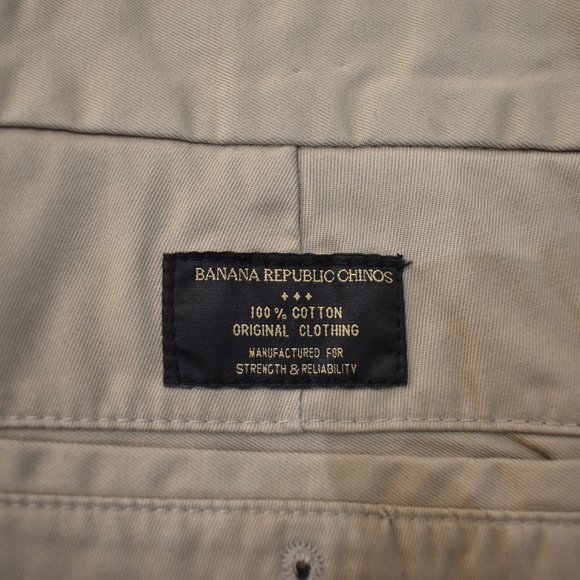 BANANA REPUBLIC CHINOS
100% COTTON
ORIGINAL CLOTHING
MANUFACTURED FOR
STRENGTH & RELIABILITY